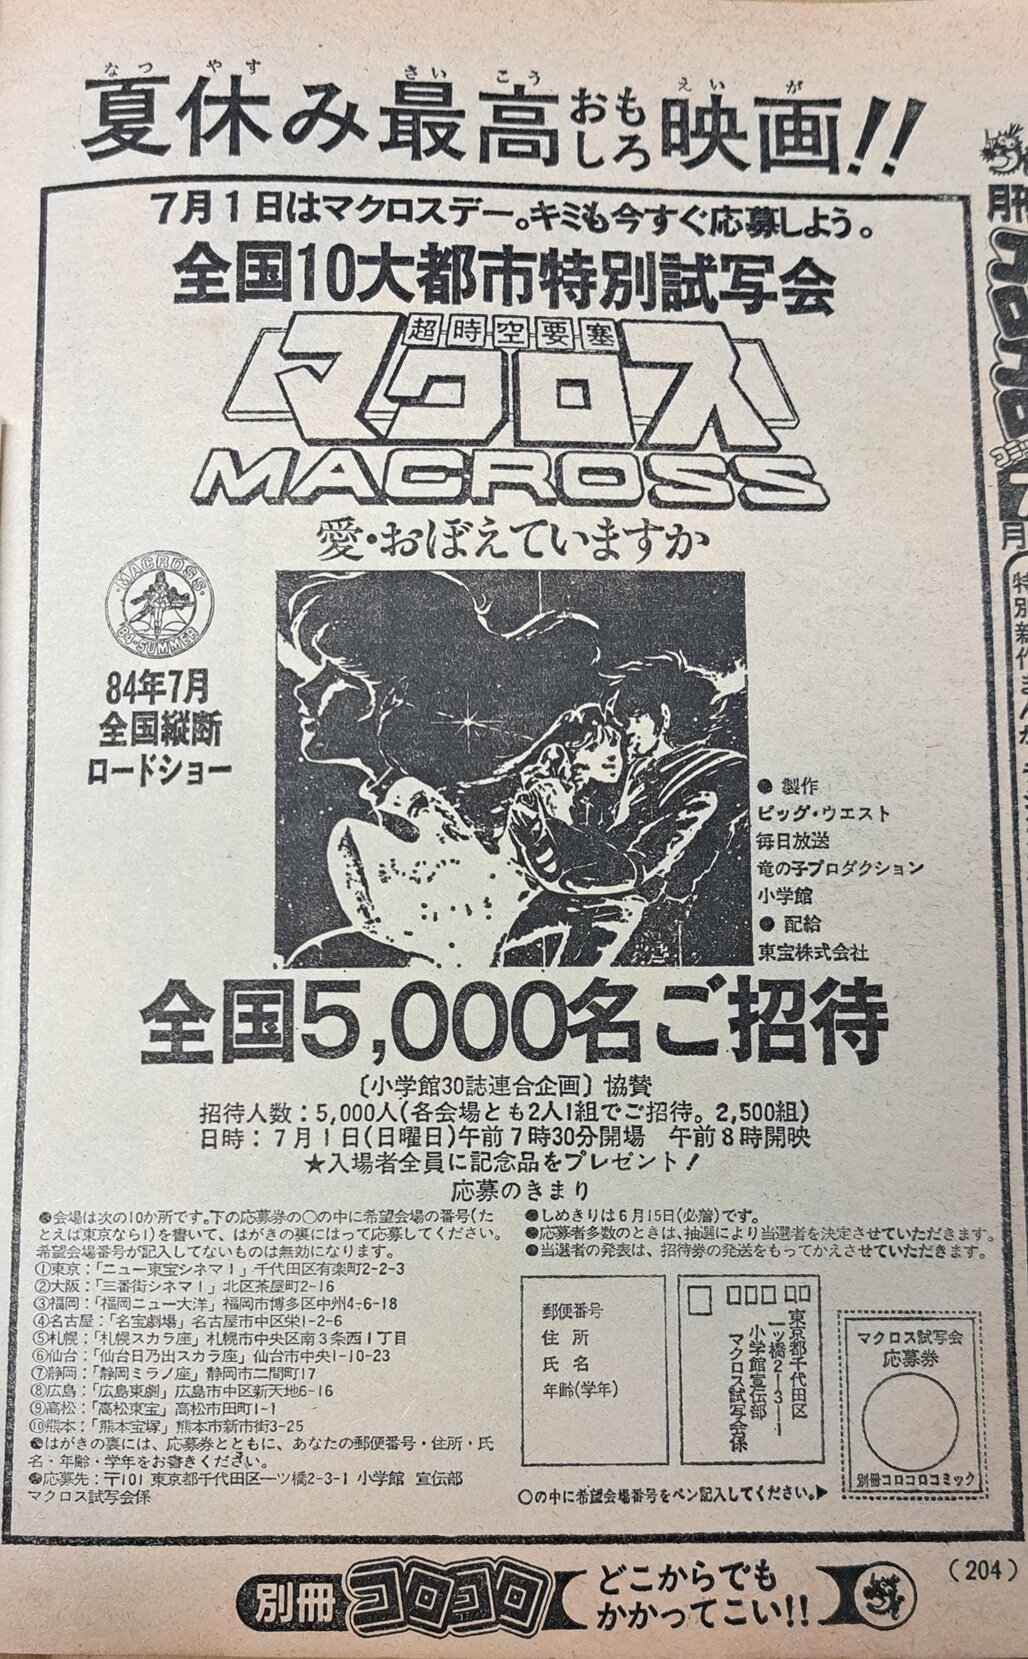 夏休み最高おもしろ映画!!
なつ やす さい こう えい が
7月1日はマクロスデー。キミも今すぐ応募しよう。
全国10大都市特別試写会
超時空要塞
マクロス
MACROSS
愛・おぼえていますか
MACROSS
'84・SUMMER
84年7月
全国縦断
ロードショー
●製作
ビッグ・ウエスト
毎日放送
竜の子プロダクション
小学館
●配給
東宝株式会社
全国5,000名ご招待
〔小学館30誌連合企画〕協賛
招待人数：5,000人(各会場とも2人1組でご招待。2,500組)
日時：7月1日(日曜日)午前7時30分開場 午前8時開映
★入場者全員に記念品をプレゼント!
応募のきまり
●会場は次の10か所です。下の応募券の○の中に希望会場の番号(た
とえば東京なら1)を書いて、はがきの裏にはって応募してください。
希望会場番号が記入してないものは無効になります。
①東京：「ニュー東宝シネマ1」千代田区有楽町2-2-3
②大阪：「三番街シネマ1」北区茶屋町2-16
③福岡：「福岡ニュー大洋」福岡市博多区中州4-6-18
④名古屋：「名宝劇場」名古屋市中区栄1-2-6
⑤札幌：「札幌スカラ座」札幌市中央区南3条西1丁目
⑥仙台：「仙台日乃出スカラ座」仙台市中央1-10-23
⑦静岡：「静岡ミラノ座」静岡市二間町17
⑧広島：「広島東劇」広島市中区新天地6-16
⑨高松：「高松東宝」高松市田町1-1
⑩熊本：「熊本宝塚」熊本市新市街3-25
●はがきの裏には、応募券とともに、あなたの郵便番号・住所・氏
名・年齢・学年をお書きください。
●応募先：〒101 東京都千代田区一ツ橋2-3-1 小学館 宣伝部
マクロス試写会係
●しめきりは6月15日(必着)です。
●応募者多数のときは、抽選により当選者を決定させていただきます。
●当選者の発表は、招待券の発送をもってかえさせていただきます。
郵便番号
住所
氏名
年齢(学年)
東京都千代田区
一ツ橋2-3-1
小学館宣伝部
マクロス試写会係
マクロス試写会
応募券
別冊コロコロコミック
○の中に希望会場番号をペン記入してください。▶
(204)
別冊コロコロ
どこからでも
かかってこい!!
月刊
コロコロ
コミ
7
月